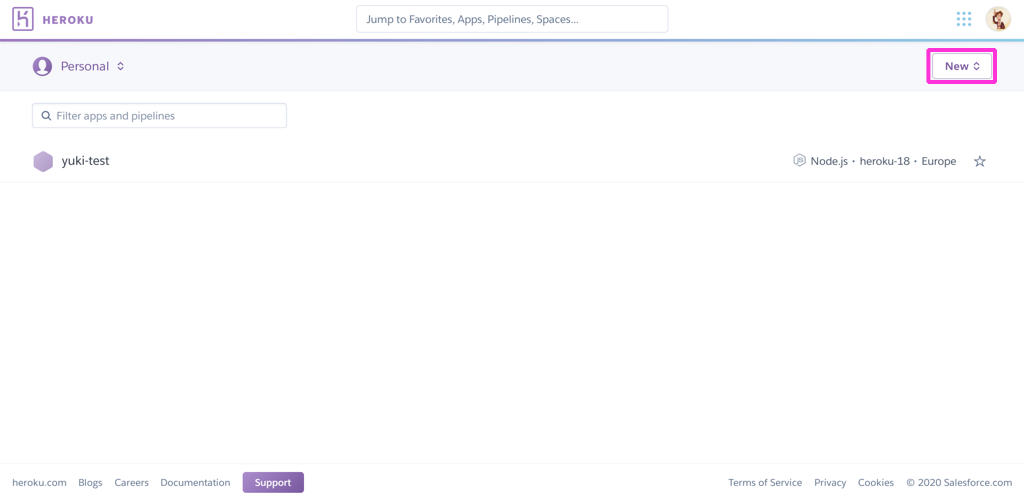 HEROKU
Jump to Favorites, Apps, Pipelines, Spaces...
Personal
New
Filter apps and pipelines
yuki-test
Node.js • heroku-18 • Europe
heroku.com Blogs Careers Documentation Support Terms of Service Privacy Cookies © 2020 Salesforce.com